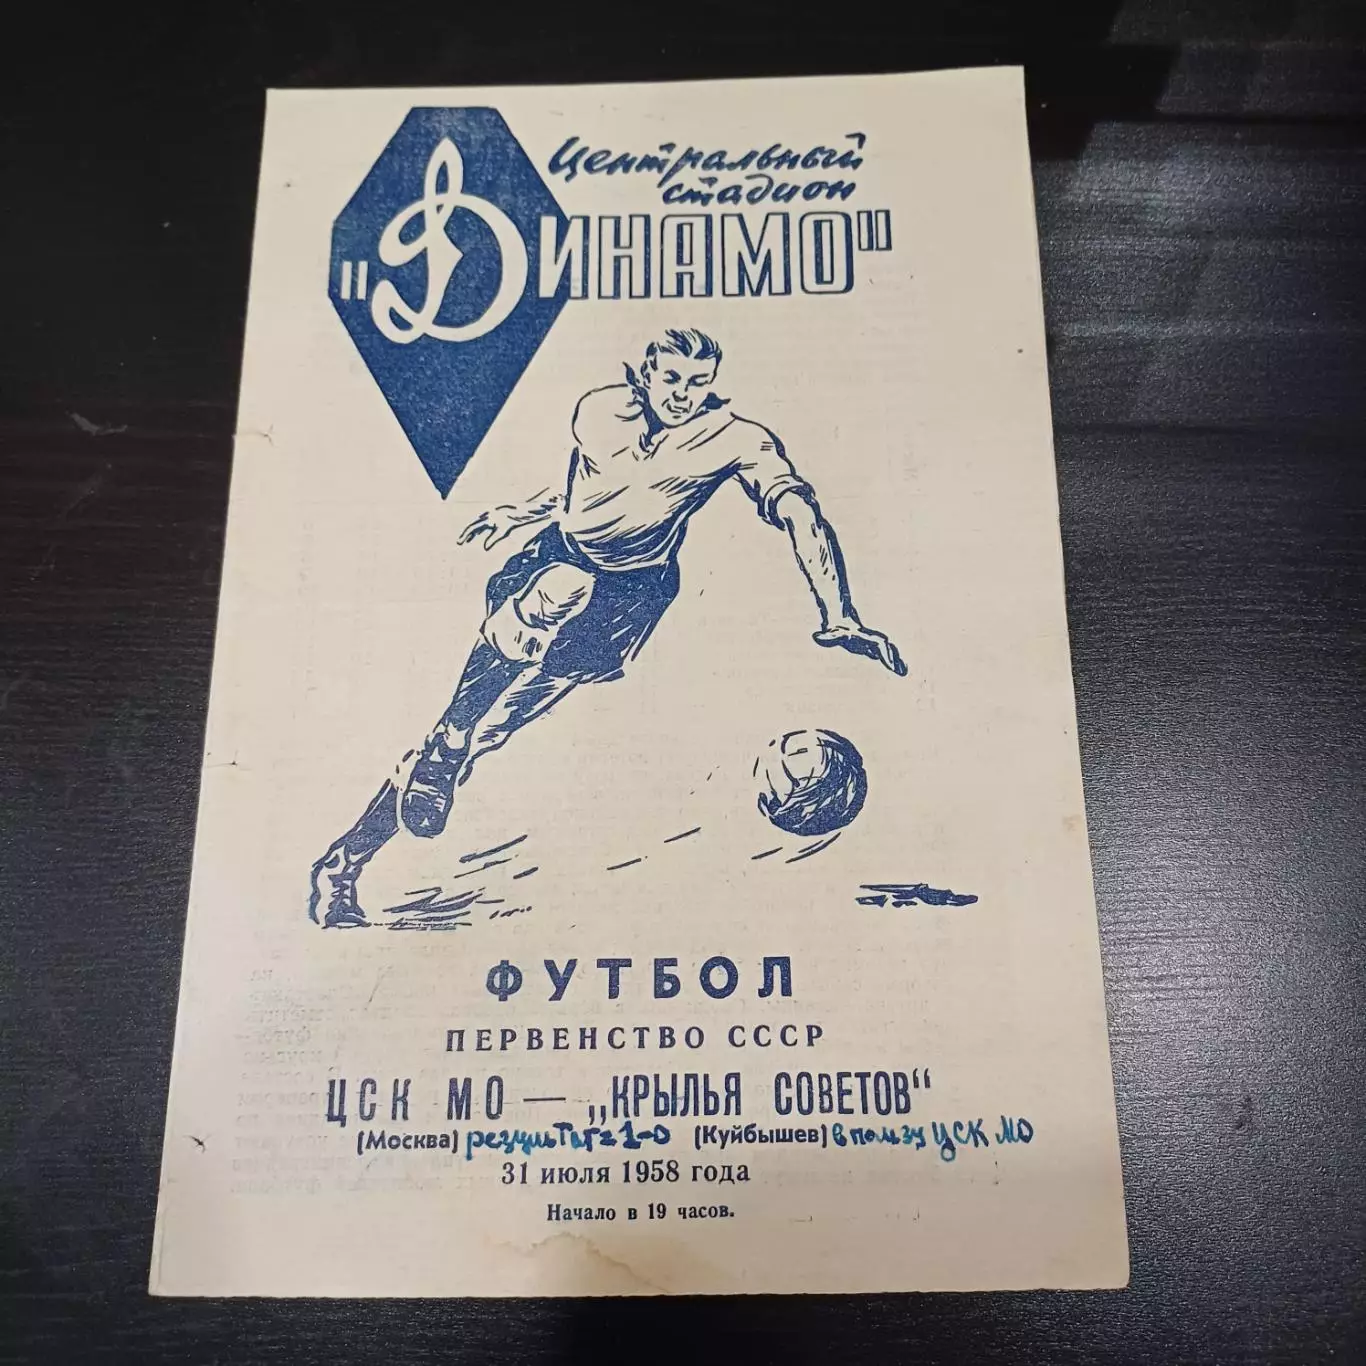 Центральный
стадион
"ДИНАМО"
ФУТБОЛ
ПЕРВЕНСТВО СССР
ЦСК МО — „КРЫЛЬЯ СОВЕТОВ"
(Москва) результат=1-0 (Куйбышев) в пользу ЦСК МО
31 июля 1958 года
Начало в 19 часов.